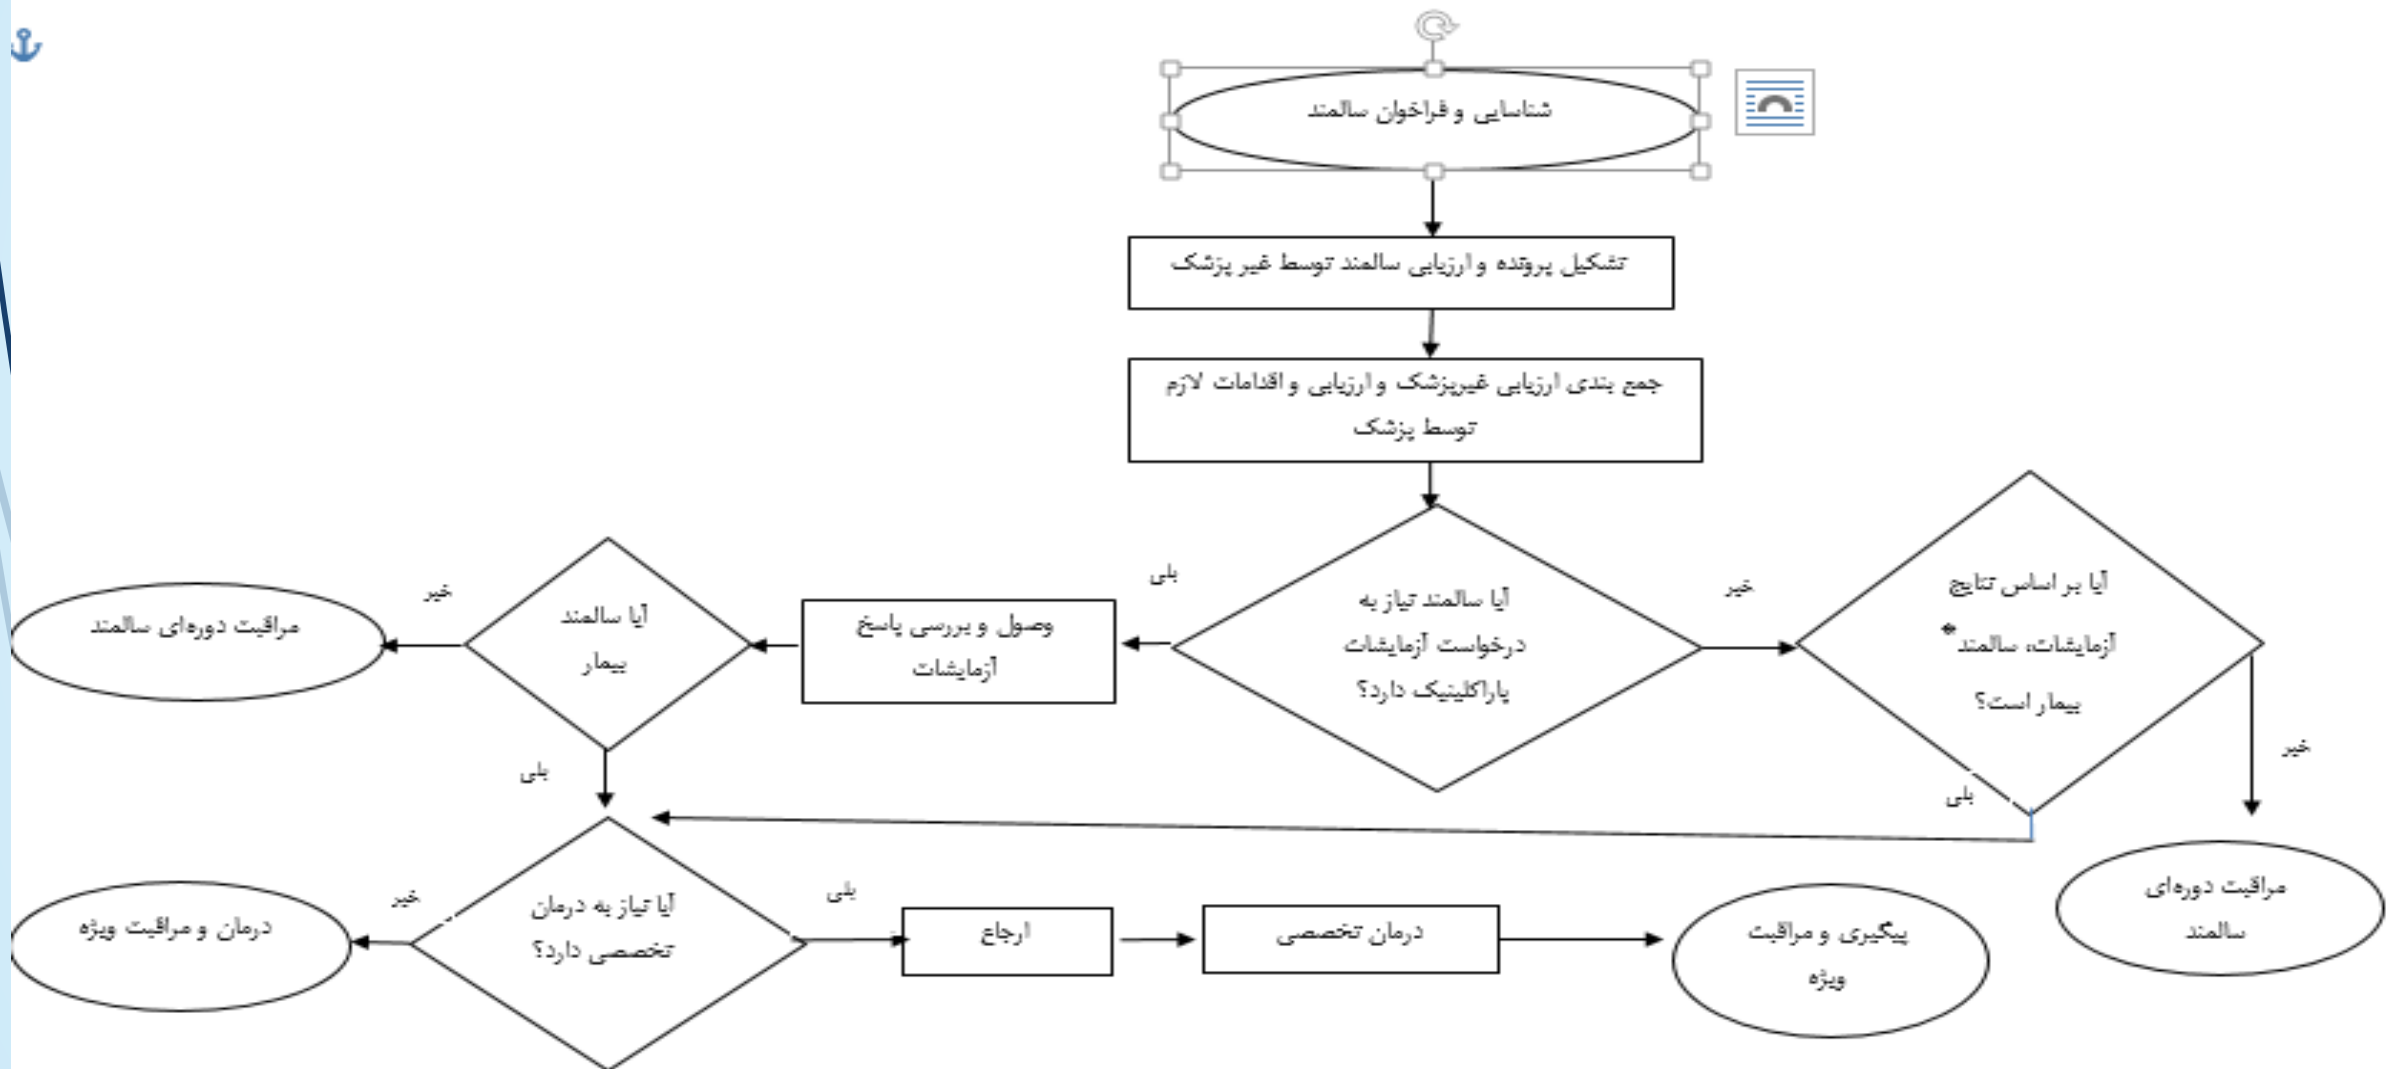 شناسایی و فراخوان سالمند
تشکیل پرونده و ارزیابی سالمند توسط غیر پزشک
جمع بندی ارزیابی غیرپزشک و ارزیابی و اقدامات لازم
توسط پزشک
آیا سالمند نیاز به
درخواست آزمایشات
پاراکلینیک دارد؟
خیر
آیا بر اساس نتایج
آزمایشات، سالمند*
بیمار است؟
خیر
مراقبت دوره‌ای
سالمند
بلی
بلی
وصول و بررسی پاسخ
آزمایشات
آیا سالمند
بیمار
خیر
مراقبت دوره‌ای سالمند
بلی
آیا نیاز به درمان
تخصصی دارد؟
خیر
درمان و مراقبت ویژه
بلی
ارجاع
درمان تخصصی
پیگیری و مراقبت
ویژه